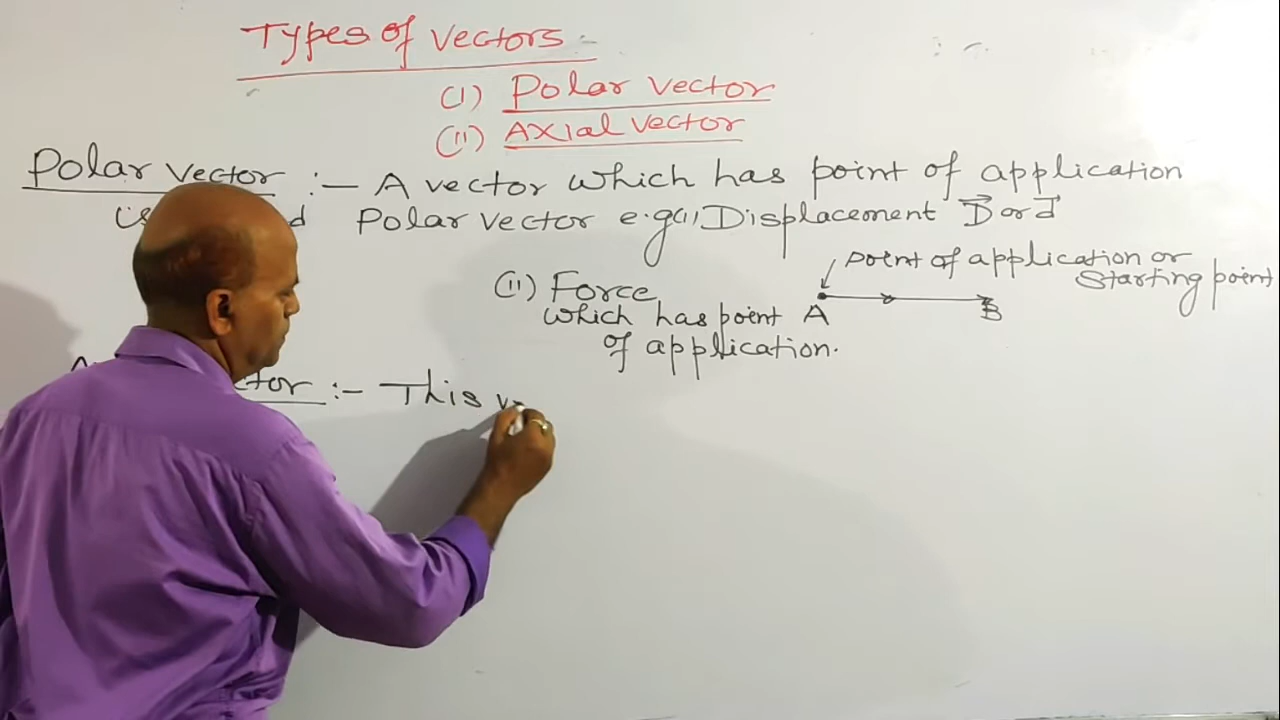 Types of Vectors :-
(I) Polar Vector
(II) Axial Vector
Polar Vector :- A vector which has point of application
is Polar Vector e.g (I) Displacement D⃗ or d⃗
point of application or
Starting point
(II) Force
which has point
A B
of application.
:- This